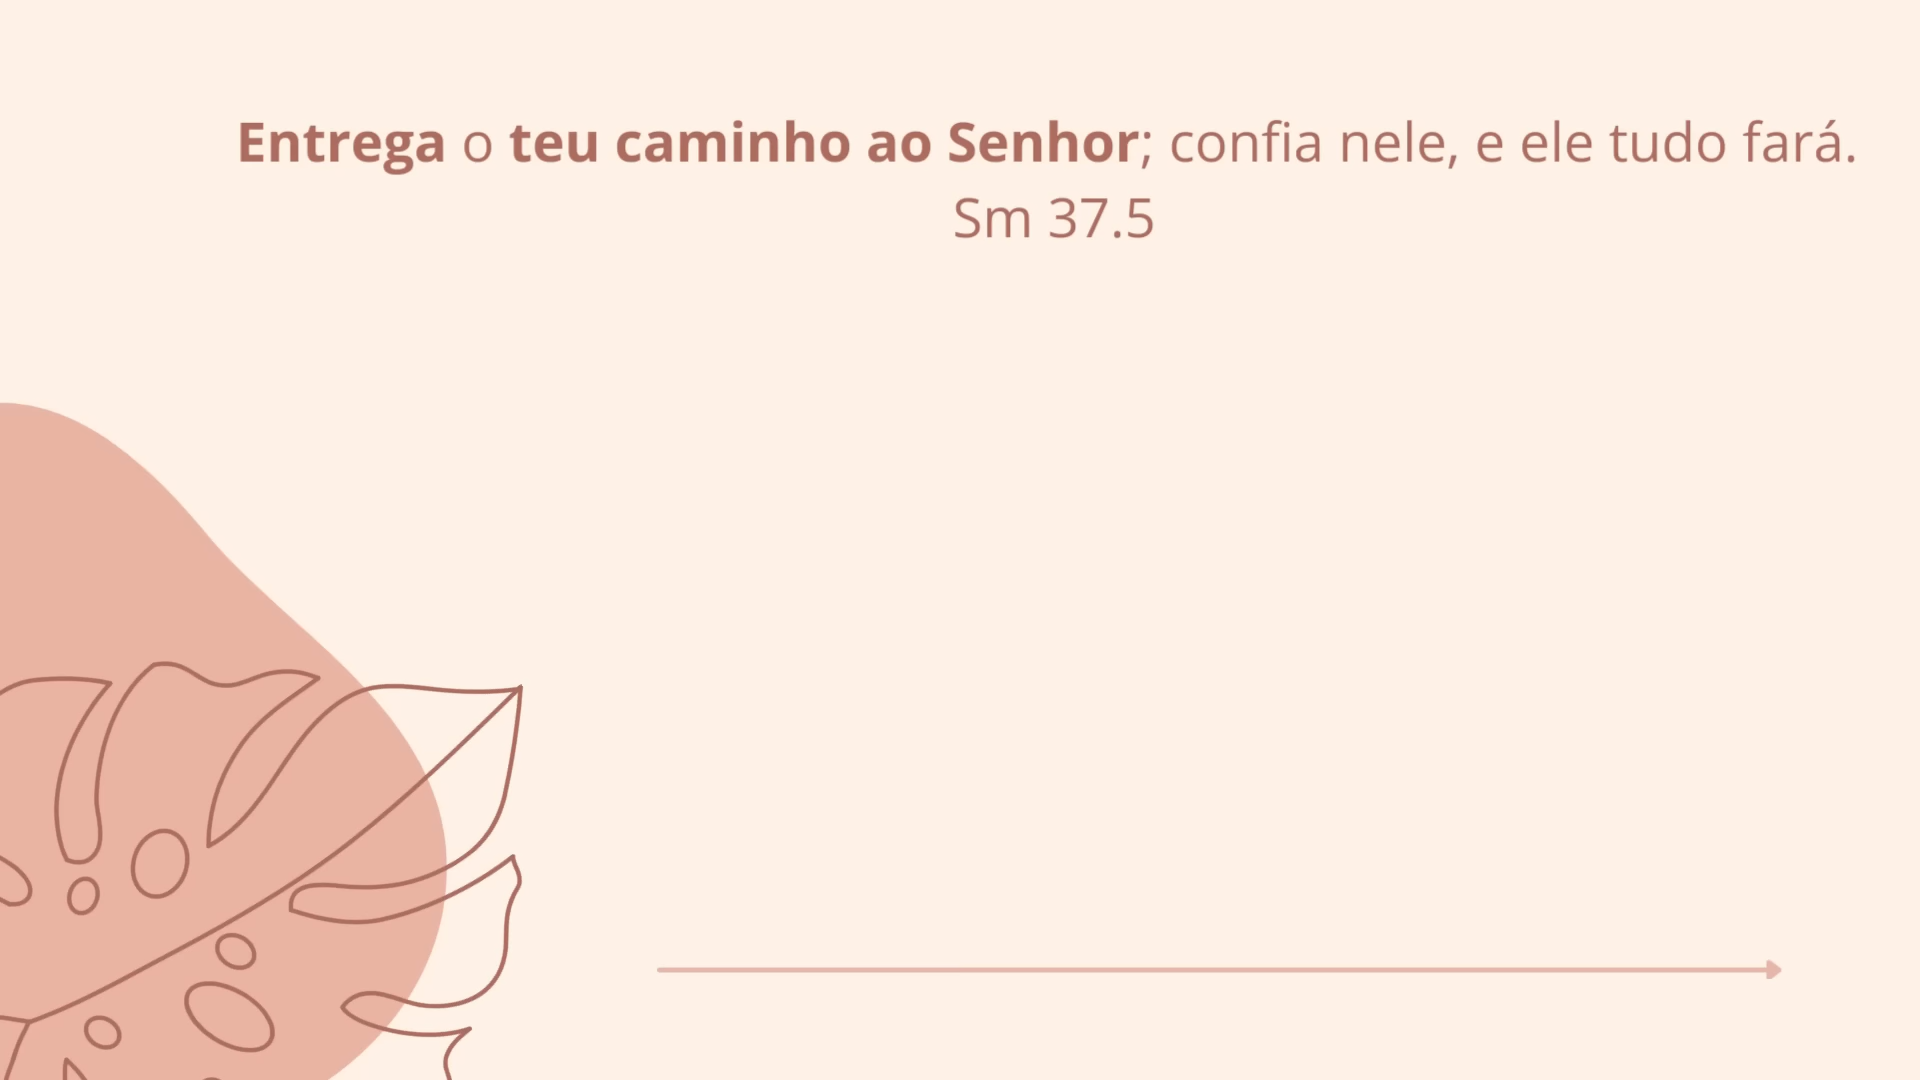 Entrega o teu caminho ao Senhor; confia nele, e ele tudo fará.
Sm 37.5